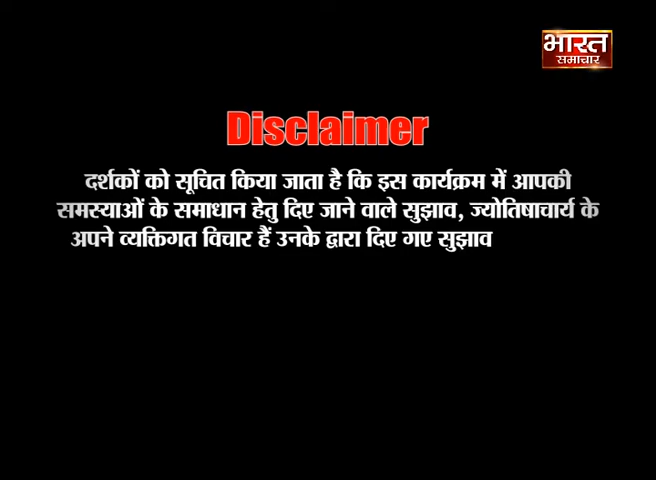 भारत
समाचार
Disclaimer
दर्शकों को सूचित किया जाता है कि इस कार्यक्रम में आपकी
समस्याओं के समाधान हेतु दिए जाने वाले सुझाव, ज्योतिषाचार्य के
अपने व्यक्तिगत विचार हैं उनके द्वारा दिए गए सुझाव